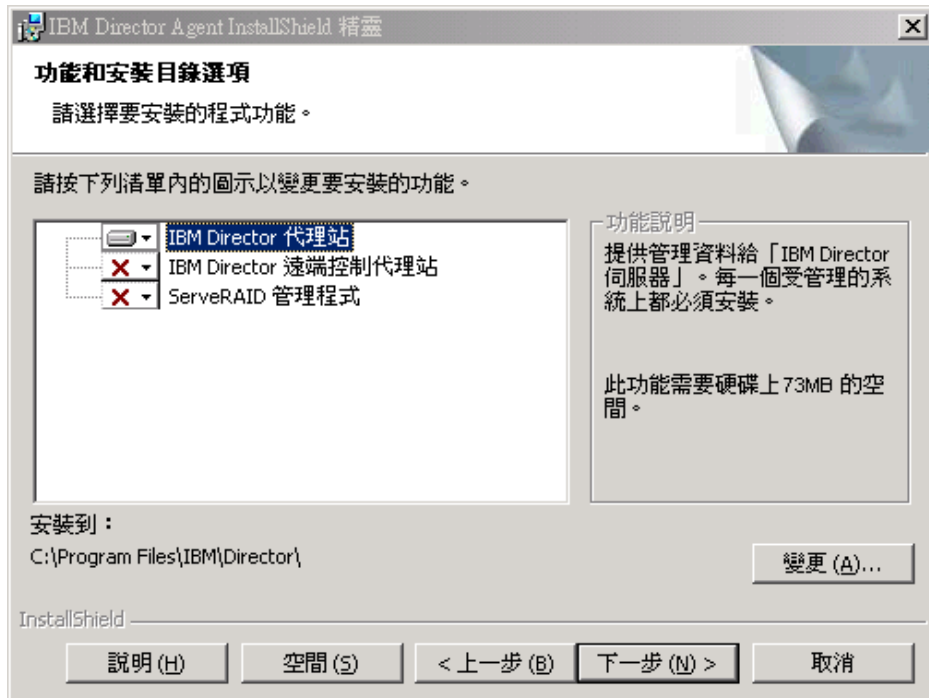 IBM Director Agent InstallShield 精靈
功能和安裝目錄選項
請選擇要安裝的程式功能。
請按下列清單內的圖示以變更要安裝的功能。
IBM Director 代理站
IBM Director 遠端控制代理站
ServeRAID 管理程式
功能說明
提供管理資料給「IBM Director
伺服器」。每一個受管理的系
統上都必須安裝。
此功能需要硬碟上73MB 的空
間。
安裝到：
C:\Program Files\IBM\Director\
變更(A)...
InstallShield
說明(H)
空間(S)
< 上一步(B)
下一步(N) >
取消